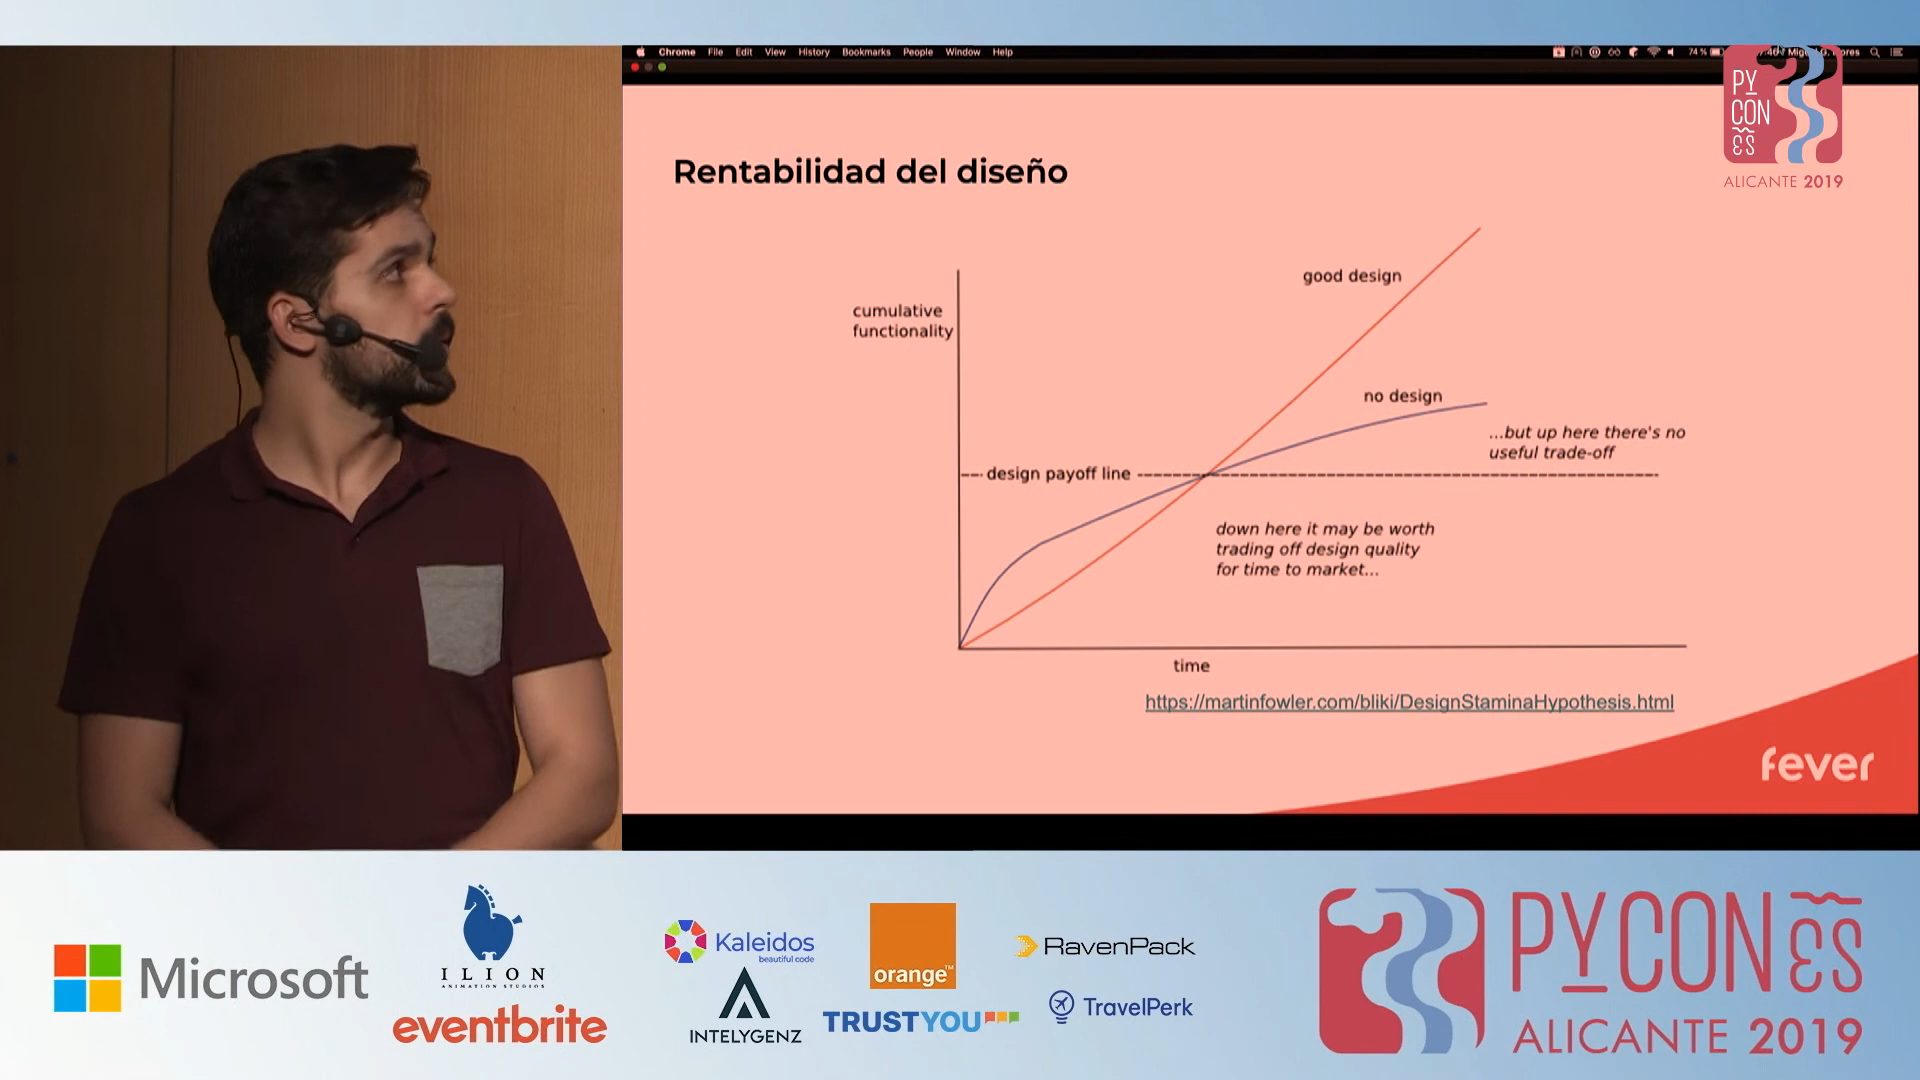 Chrome File Edit View History Bookmarks People Window Help
74 %
PY
CON
ES
ALICANTE 2019
Rentabilidad del diseño
good design
cumulative
functionality
no design
...but up here there's no
useful trade-off
design payoff line
down here it may be worth
trading off design quality
for time to market...
time
https://martinfowler.com/bliki/DesignStaminaHypothesis.html
fever
Microsoft
ILION
ANIMATION STUDIOS
eventbrite
Kaleidos
beautiful code
INTELYGENZ
orange™
TRUSTYOU
RavenPack
TravelPerk
PYCONES
ALICANTE 2019